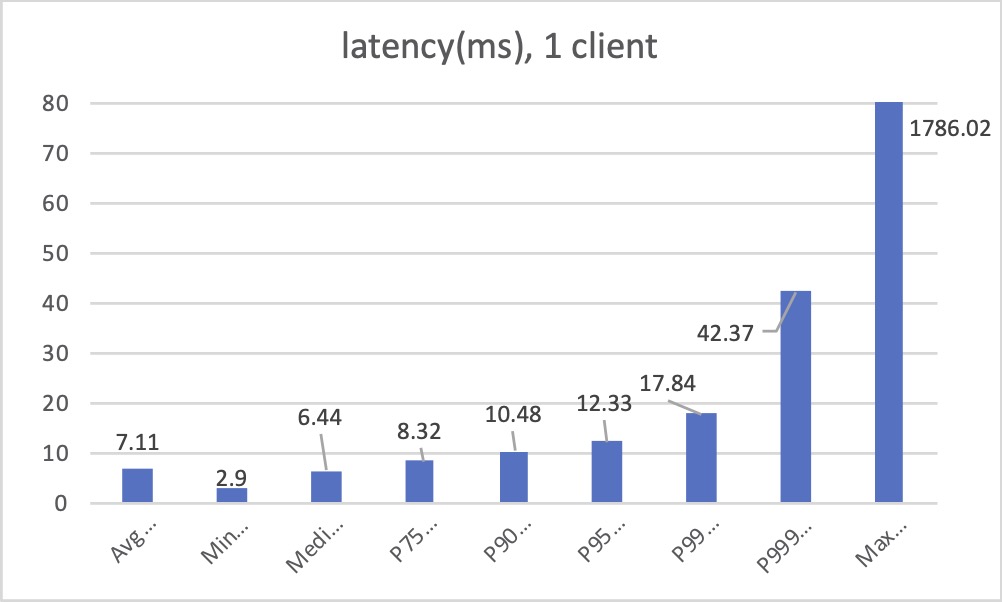 latency(ms), 1 client
80
70
60
50
40
30
20
10
0
7.11
2.9
6.44
8.32
10.48
12.33
17.84
42.37
1786.02
Avg...
Min...
Medi...
P75...
P90...
P95...
P99...
P999...
Max...